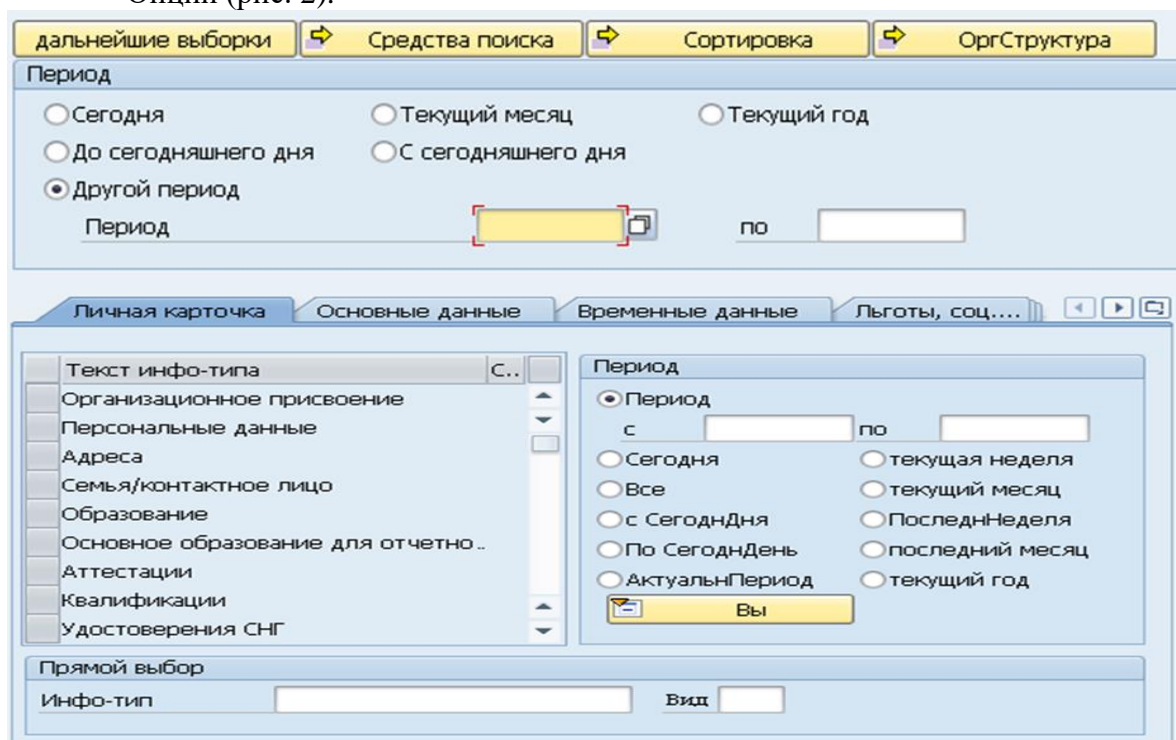 Опции (рис. 2).
дальнейшие выборки Средства поиска Сортировка ОргСтруктура
Период
Сегодня Текущий месяц Текущий год
До сегодняшнего дня С сегодняшнего дня
Другой период
Период по
Личная карточка Основные данные Временные данные Льготы, соц....
Текст инфо-типа С..
Организационное присвоение
Персональные данные
Адреса
Семья/контактное лицо
Образование
Основное образование для отчетно..
Аттестации
Квалификации
Удостоверения СНГ
Период
Период
с по
Сегодня текущая неделя
Все текущий месяц
с СегоднДня ПоследнНеделя
По СегоднДень последний месяц
АктуальнПериод текущий год
Вы
Прямой выбор
Инфо-тип Вид